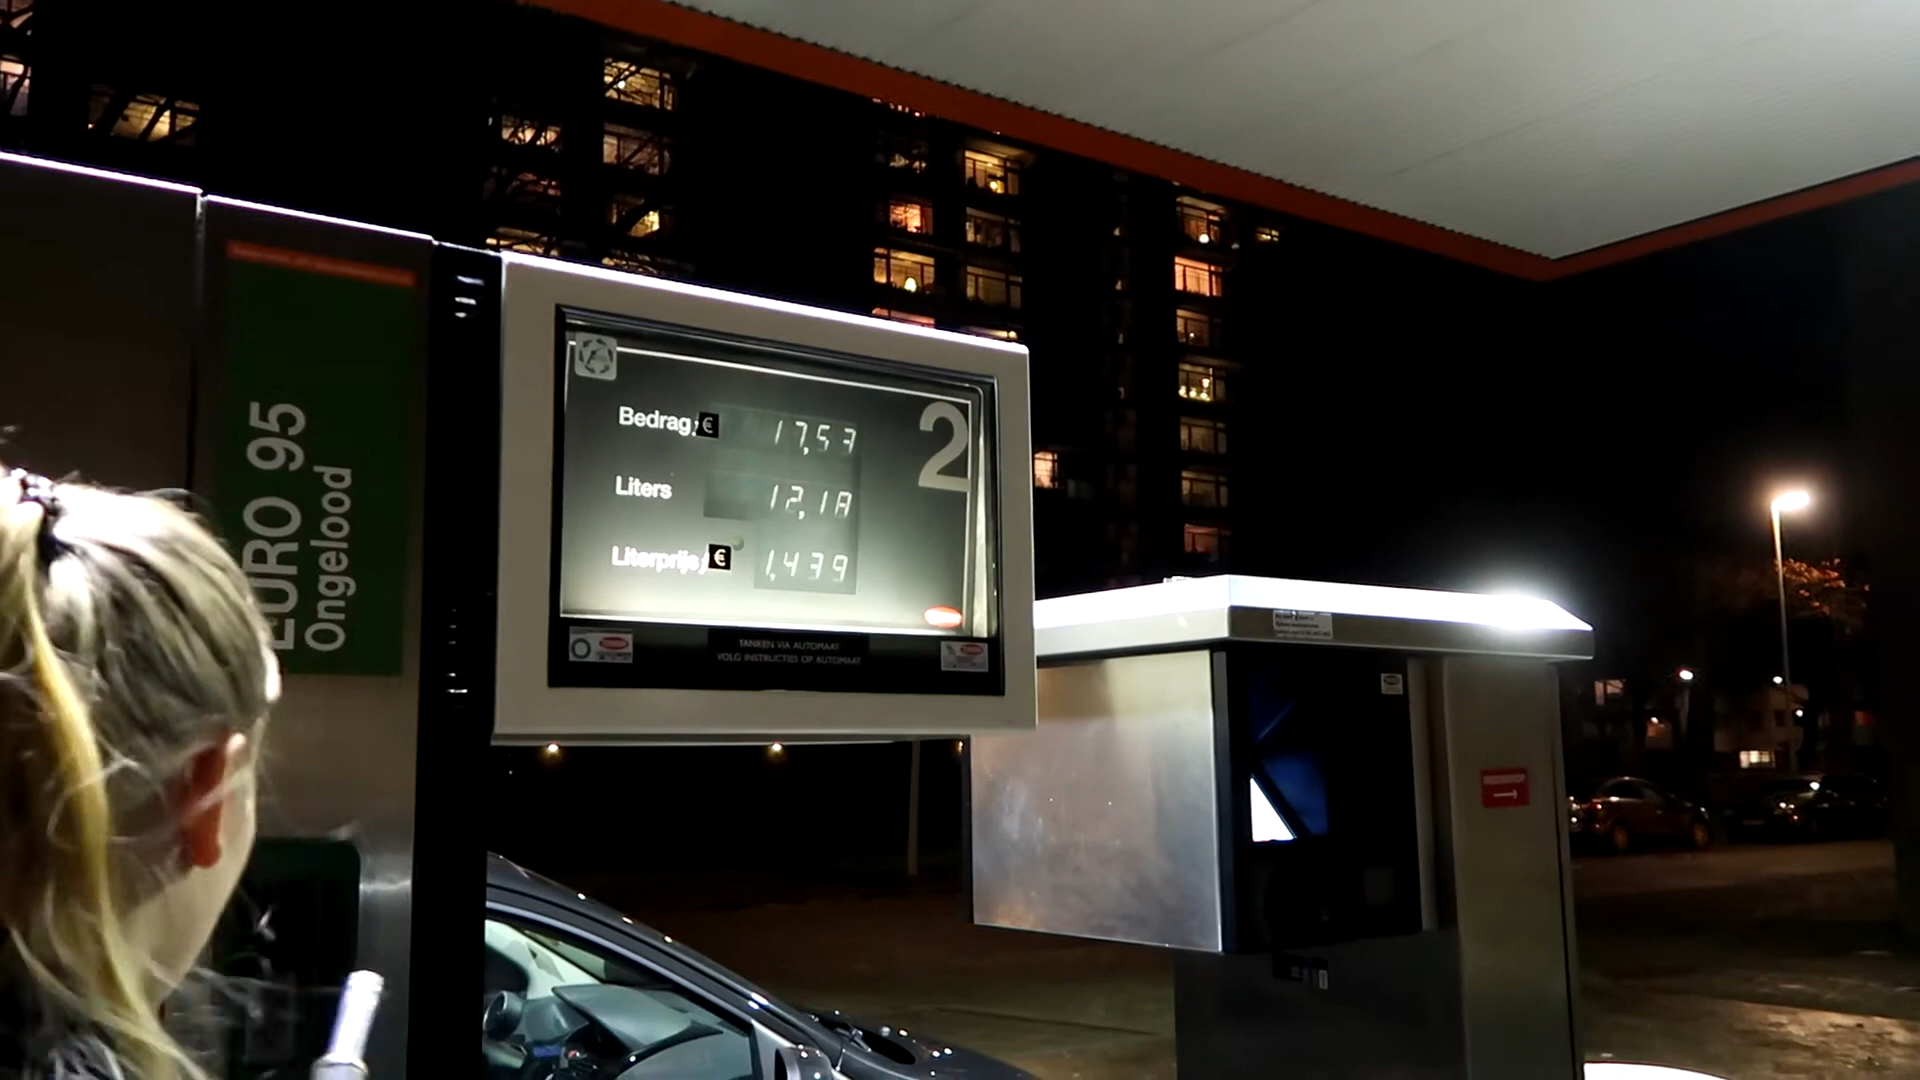 EURO 95
Ongelood
2
Bedrag € 17,53
Liters 12,18
Literprijs € 1,439
TANKEN VIA AUTOMAAT
VOLG INSTRUCTIES OP AUTOMAAT